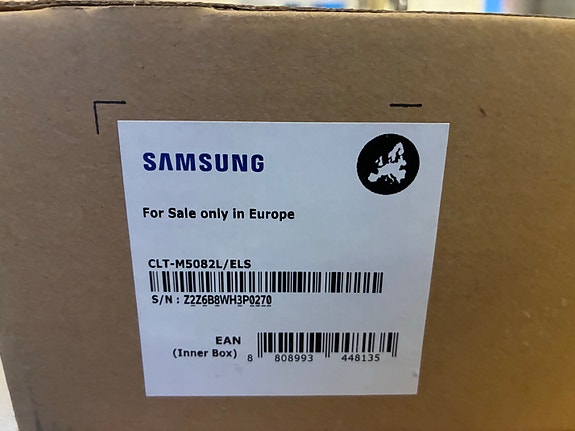 SAMSUNG
For Sale only in Europe
CLT-M5082L/ELS
S/N : Z2Z6B8WH3P0270
EAN
(Inner Box)
8 808993 448135